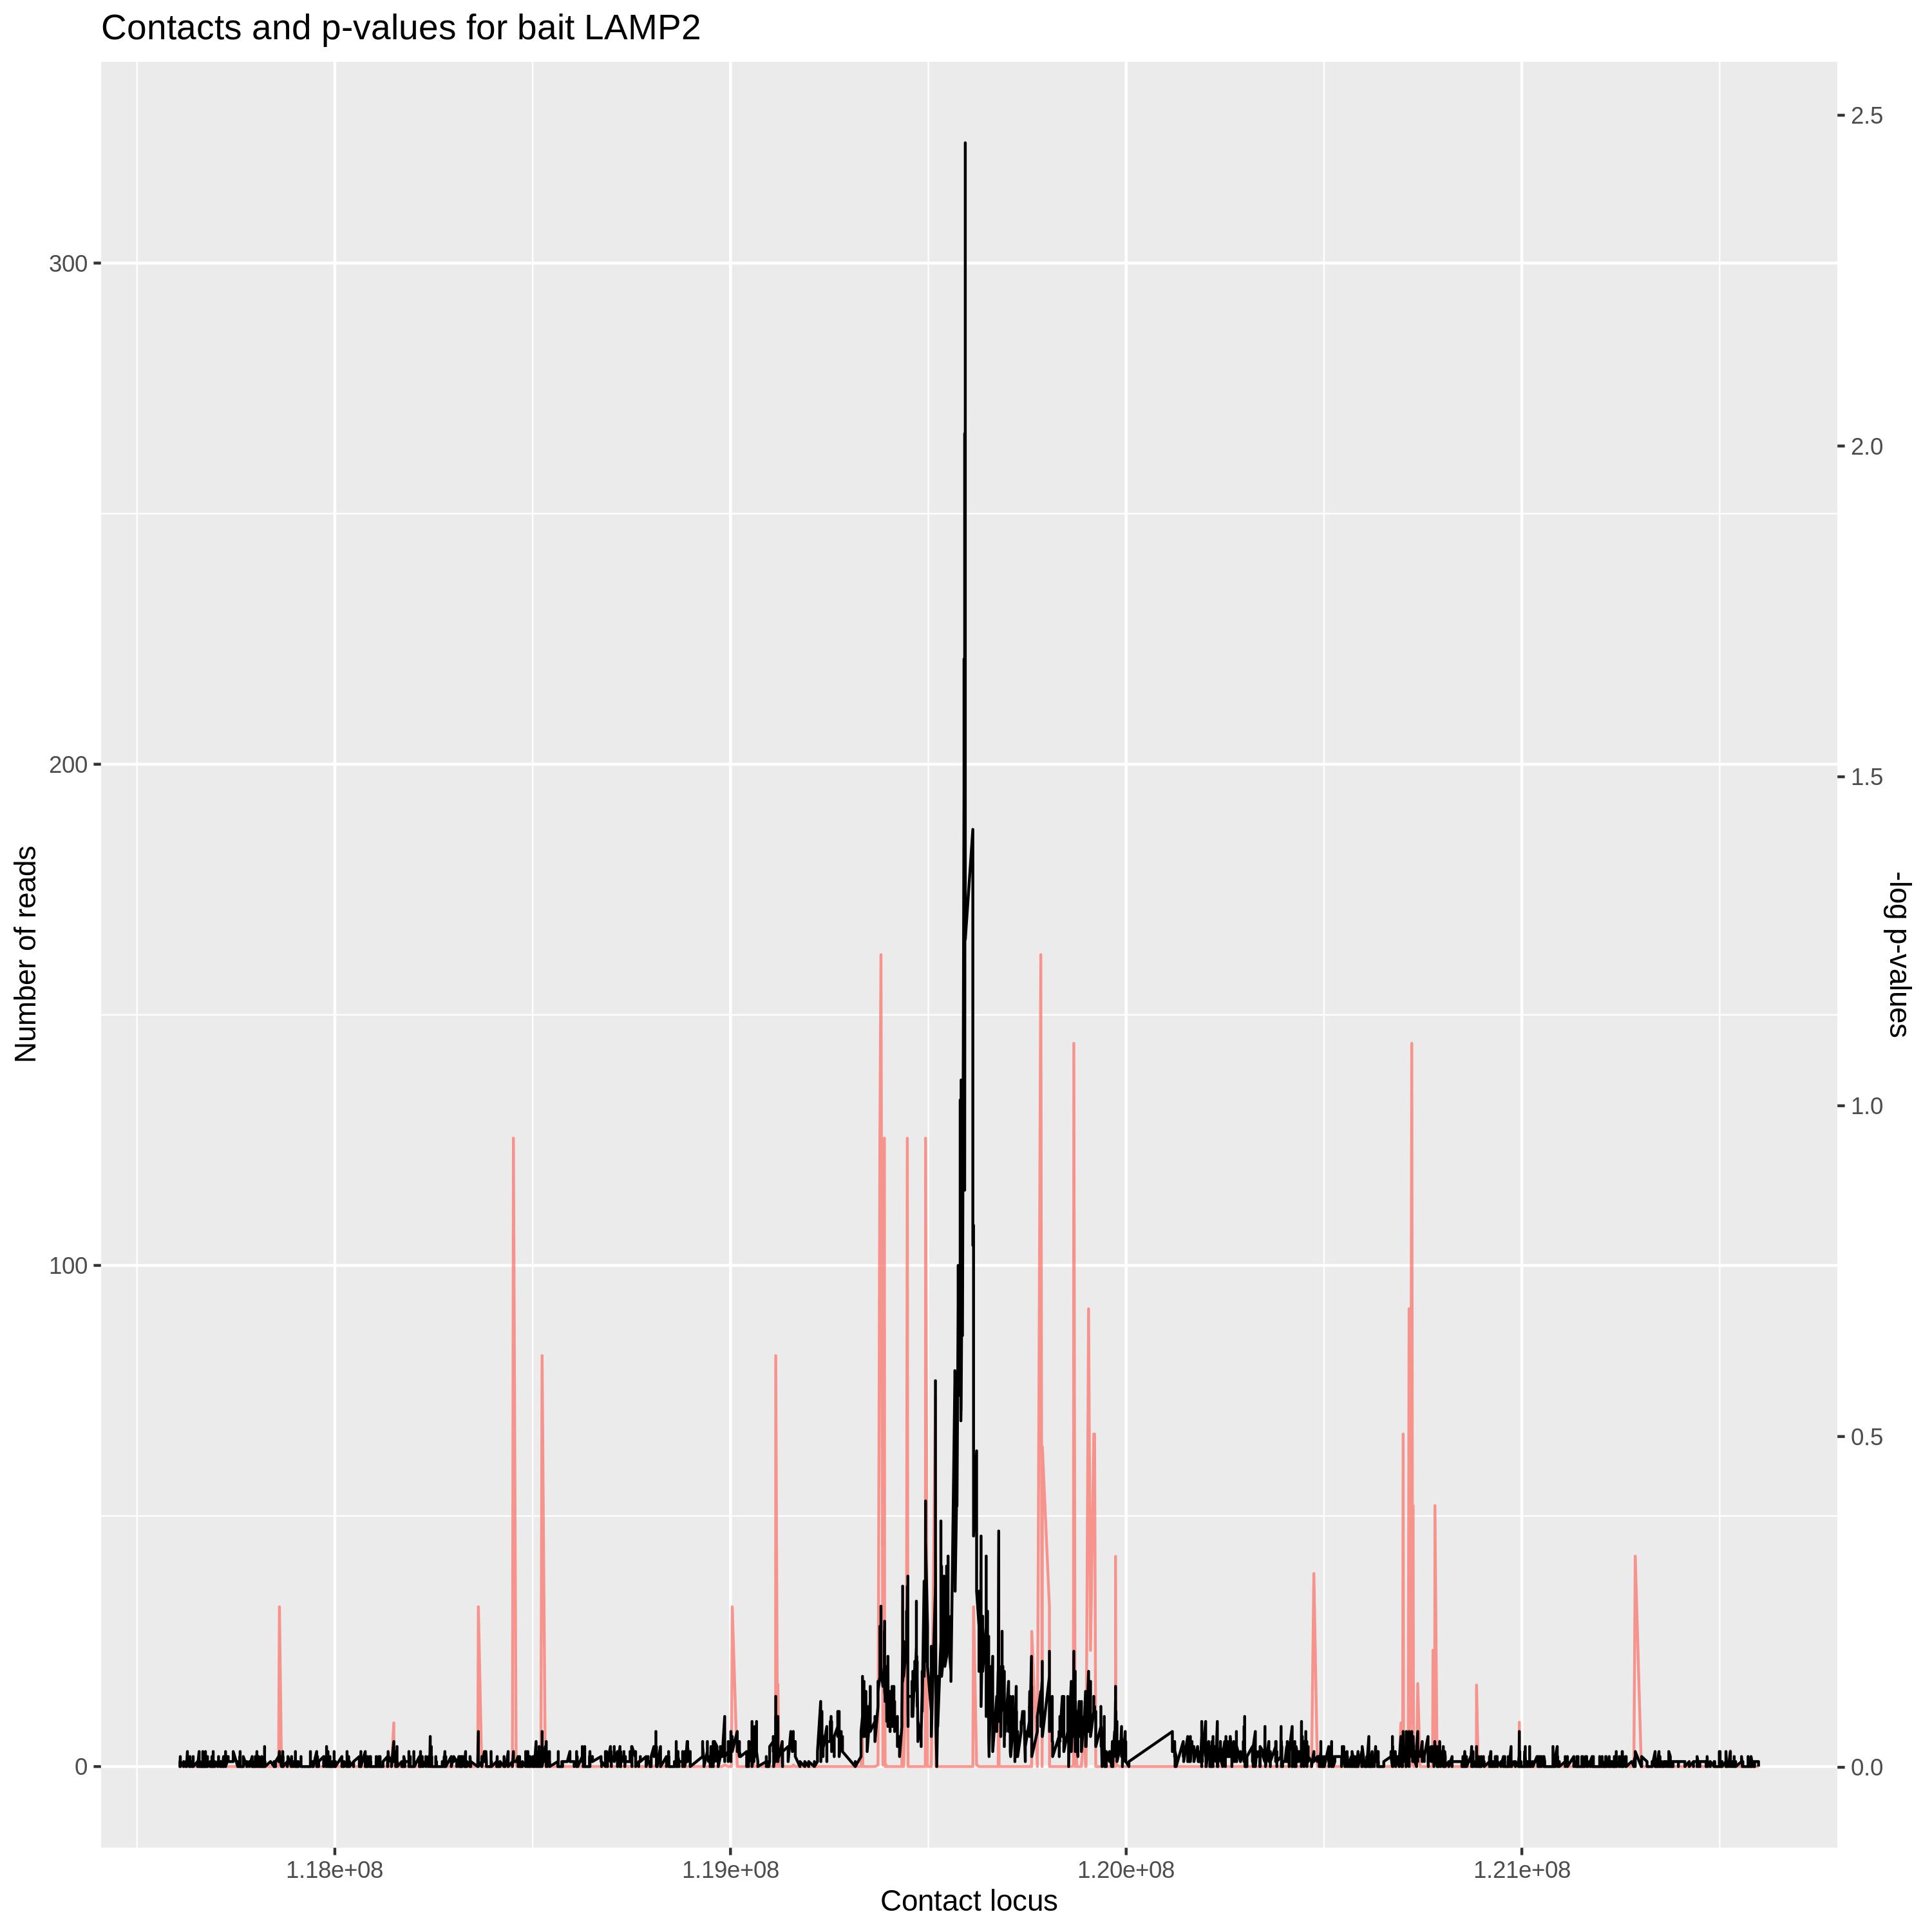 Contacts and p-values for bait LAMP2
Number of reads
300
200
100
0
2.5
2.0
1.5
1.0
0.5
0.0
-log p-values
1.18e+08
1.19e+08
1.20e+08
1.21e+08
Contact locus